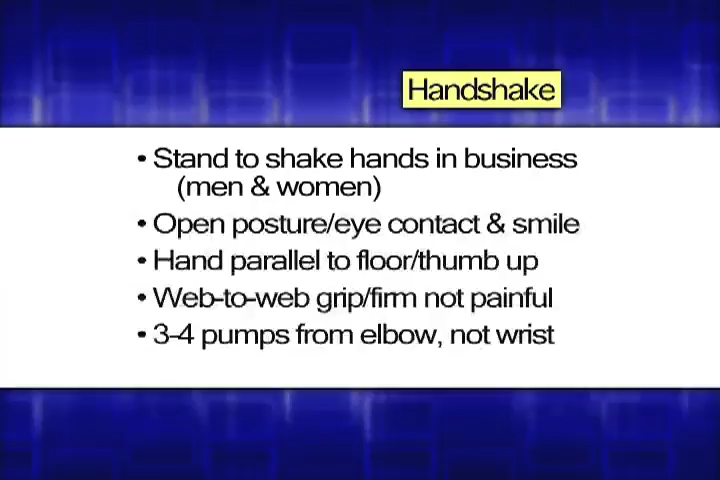 Handshake
• Stand to shake hands in business
(men & women)
• Open posture/eye contact & smile
• Hand parallel to floor/thumb up
• Web-to-web grip/firm not painful
• 3-4 pumps from elbow, not wrist